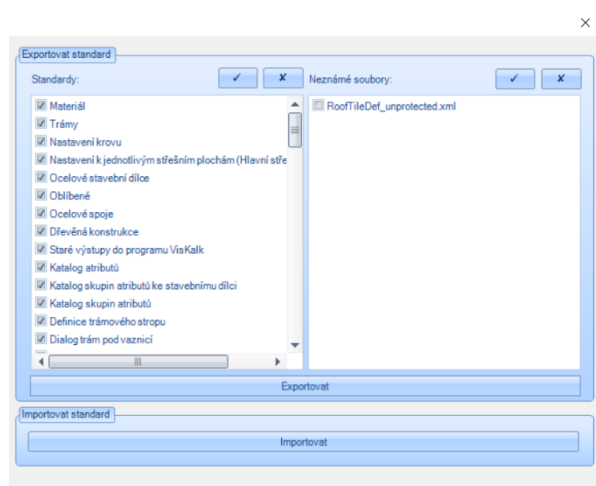 Exportovat standard
Standardy:
Neznámé soubory:
Materiál
Trámy
Nastavení krovu
Nastavení k jednotlivým střešním plochám (Hlavní stře
Ocelové stavební dílce
Oblíbené
Ocelové spoje
Dřevěná konstrukce
Staré výstupy do programu VisKalk
Katalog atributů
Katalog skupin atributů ke stavebnímu dílci
Katalog skupin atributů
Definice trámového stropu
Dialog trám pod vaznicí
RoofTileDef_unprotected.xml
Exportovat
Importovat standard
Importovat